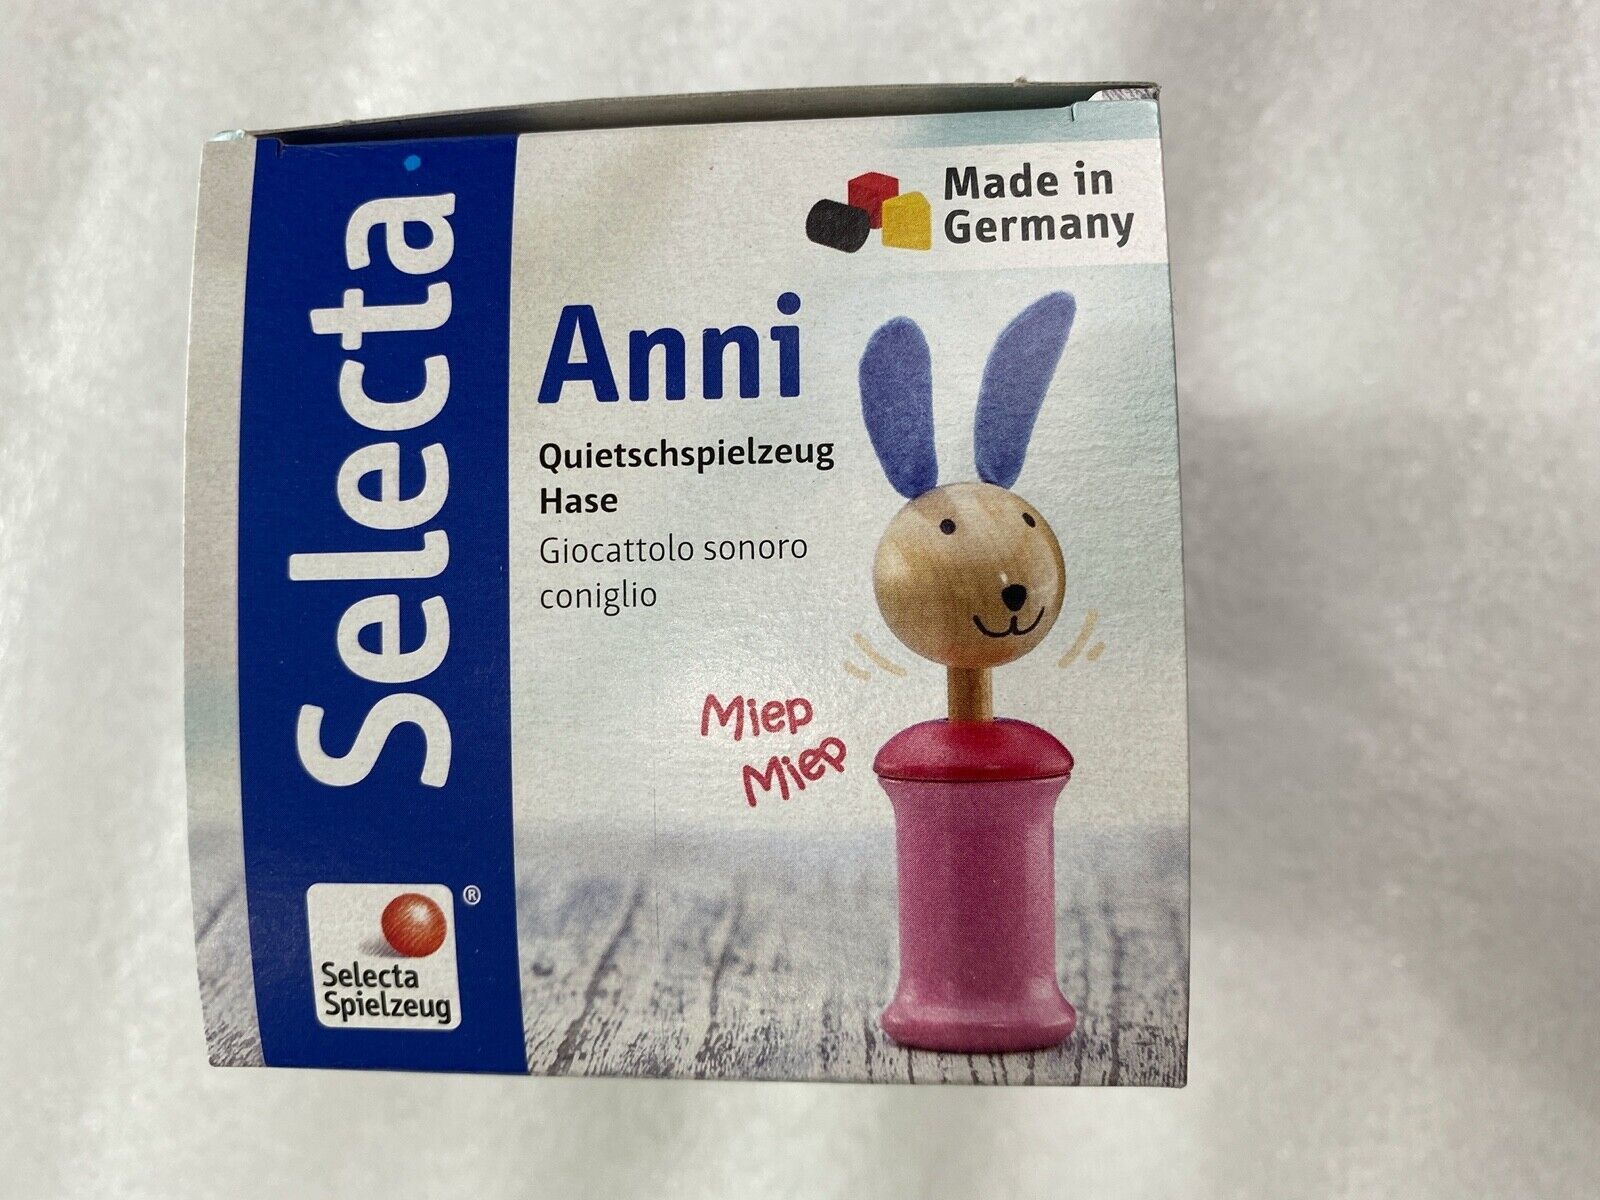 Selecta
Made in
Germany
Anni
Quietschspielzeug
Hase
Giocattolo sonoro
coniglio
Miep
Miep
®
Selecta
Spielzeug